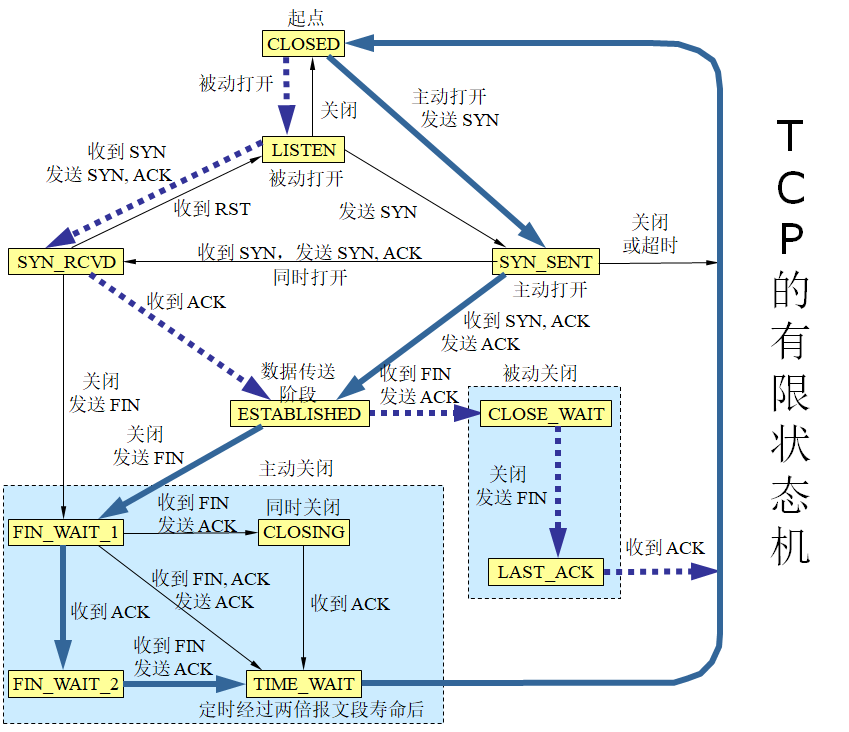 起点
CLOSED
被动打开
关闭
主动打开
发送 SYN
LISTEN
被动打开
收到 SYN
发送 SYN, ACK
收到 RST
发送 SYN
关闭
或超时
SYN_RCVD
收到 SYN，发送 SYN, ACK
同时打开
SYN_SENT
主动打开
收到 ACK
收到 SYN, ACK
发送 ACK
数据传送
阶段
ESTABLISHED
收到 FIN
发送 ACK
被动关闭
CLOSE_WAIT
关闭
发送 FIN
关闭
发送 FIN
主动关闭
关闭
发送 FIN
LAST_ACK
收到 ACK
FIN_WAIT_1
收到 FIN
发送 ACK
同时关闭
CLOSING
收到 FIN, ACK
发送 ACK
收到 ACK
收到 ACK
收到 FIN
发送 ACK
FIN_WAIT_2
TIME_WAIT
定时经过两倍报文段寿命后
TCP的有限状态机